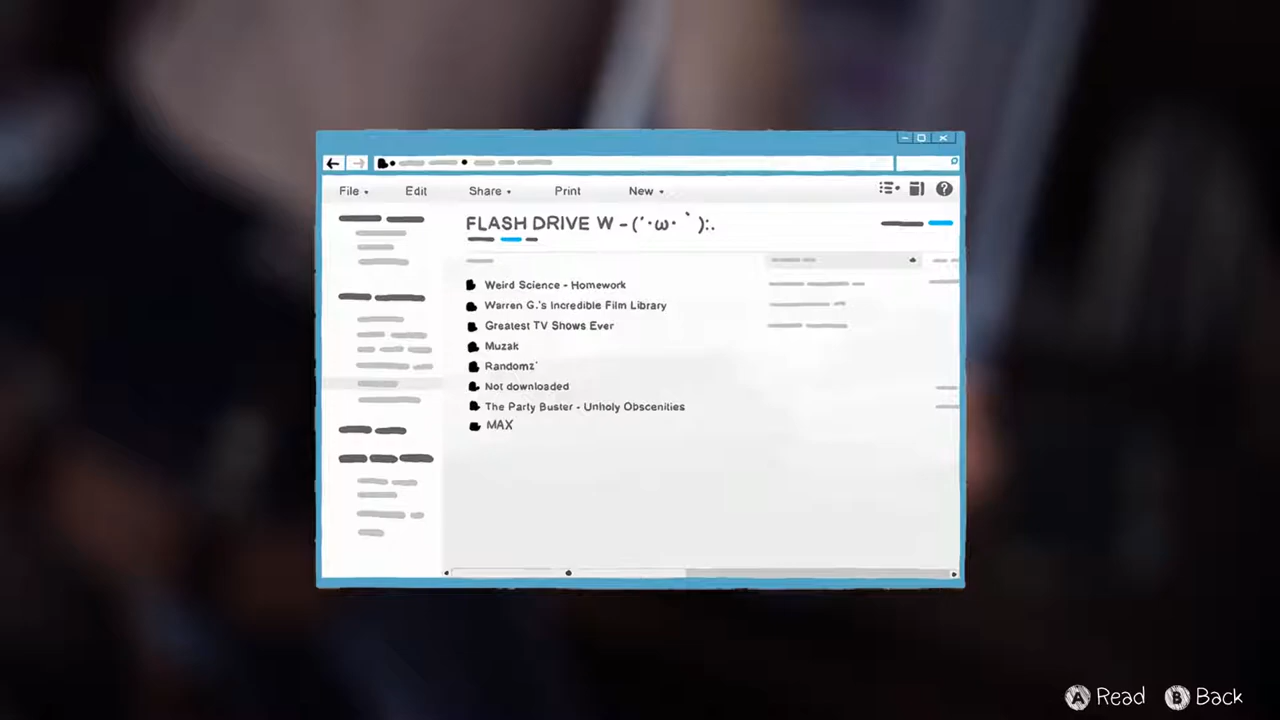 File Edit Share Print New
FLASH DRIVE W -(´･ω･｀):.
Weird Science - Homework
Warren G.'s Incredible Film Library
Greatest TV Shows Ever
Muzak
Randomz'
Not downloaded
The Party Buster - Unholy Obscenities
MAX
A Read B Back